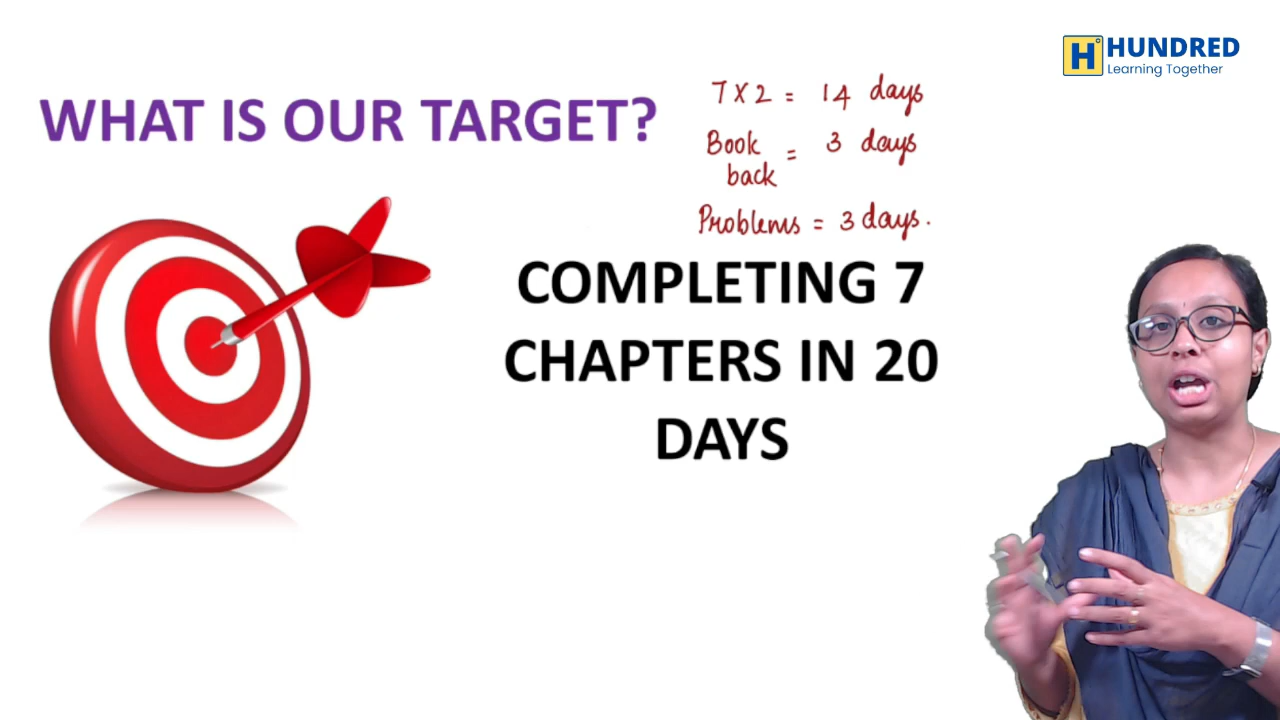 HUNDRED
Learning Together
WHAT IS OUR TARGET?
7 X 2 = 14 days
Book back = 3 days
Problems = 3 days.
COMPLETING 7
CHAPTERS IN 20
DAYS